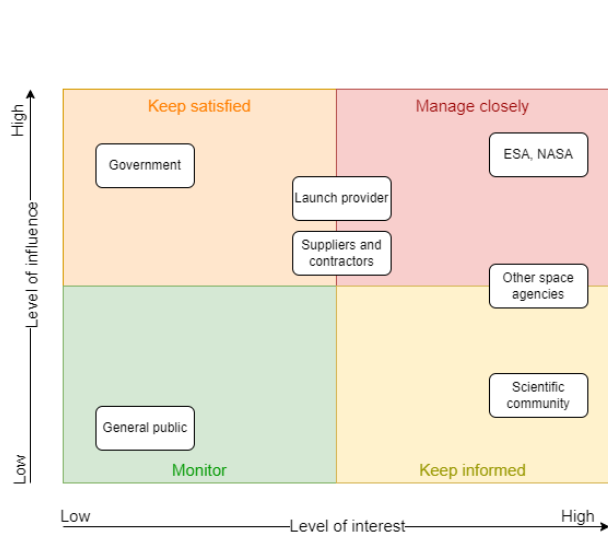 High
Keep satisfied
Manage closely
Government
ESA, NASA
Launch provider
Level of influence
Suppliers and
contractors
Other space
agencies
Scientific
community
General public
Low
Monitor
Keep informed
Low
High
Level of interest